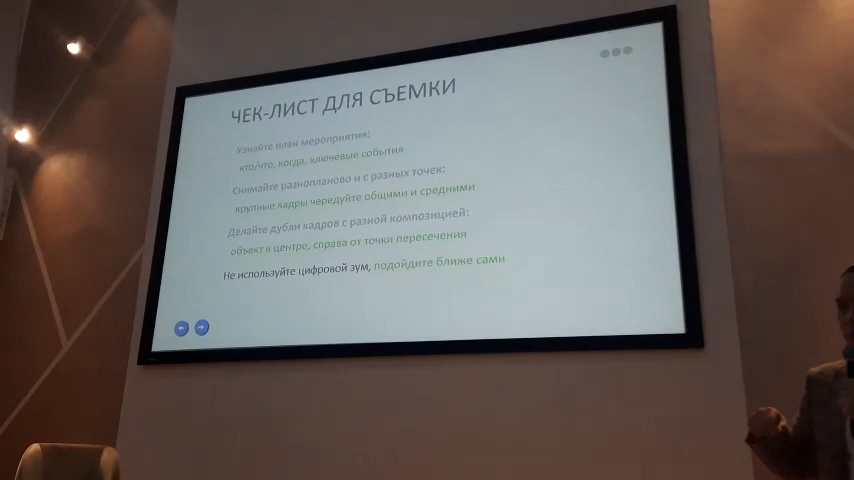 ЧЕК-ЛИСТ ДЛЯ СЪЕМКИ
Узнайте план мероприятия:
кто/что, когда, ключевые события
Снимайте разнопланово и с разных точек:
крупные кадры чередуйте общими и средними
Делайте дубли кадров с разной композицией:
объект в центре, справа от точки пересечения
Не используйте цифровой зум, подойдите ближе сами